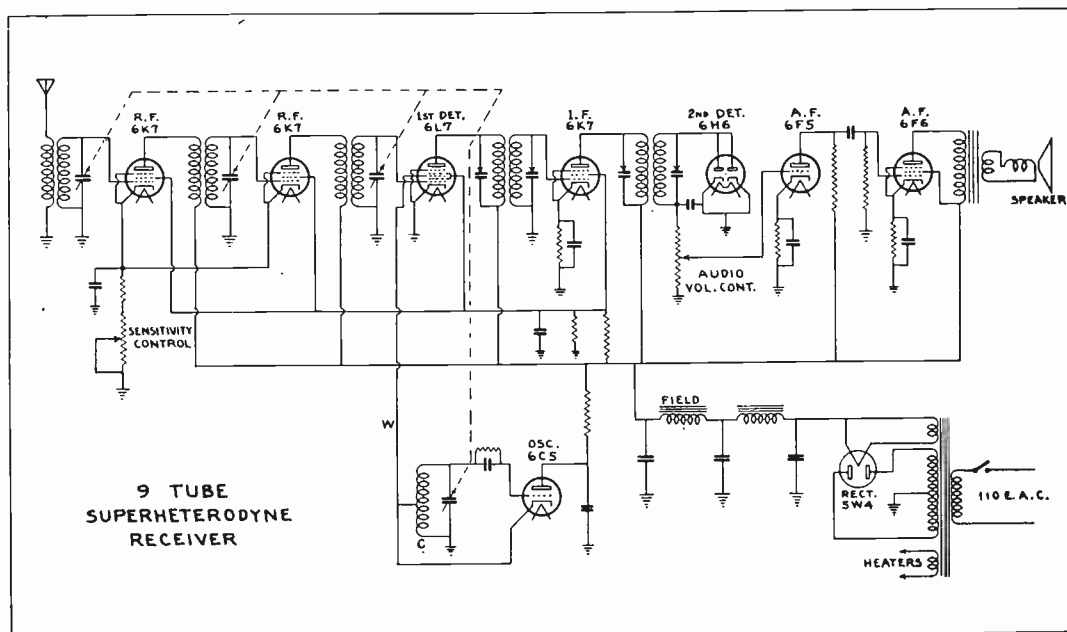 R.F.
6K7
R.F.
6K7
1ST DET.
6L7
I.F.
6K7
2ND DET.
6H6
A.F.
6F5
A.F.
6F6
SPEAKER
AUDIO
VOL. CONT.
SENSITIVITY
CONTROL
FIELD
W
OSC.
6C5
C
RECT.
5W4
110 E. A.C.
HEATERS
9 TUBE
SUPERHETERODYNE
RECEIVER